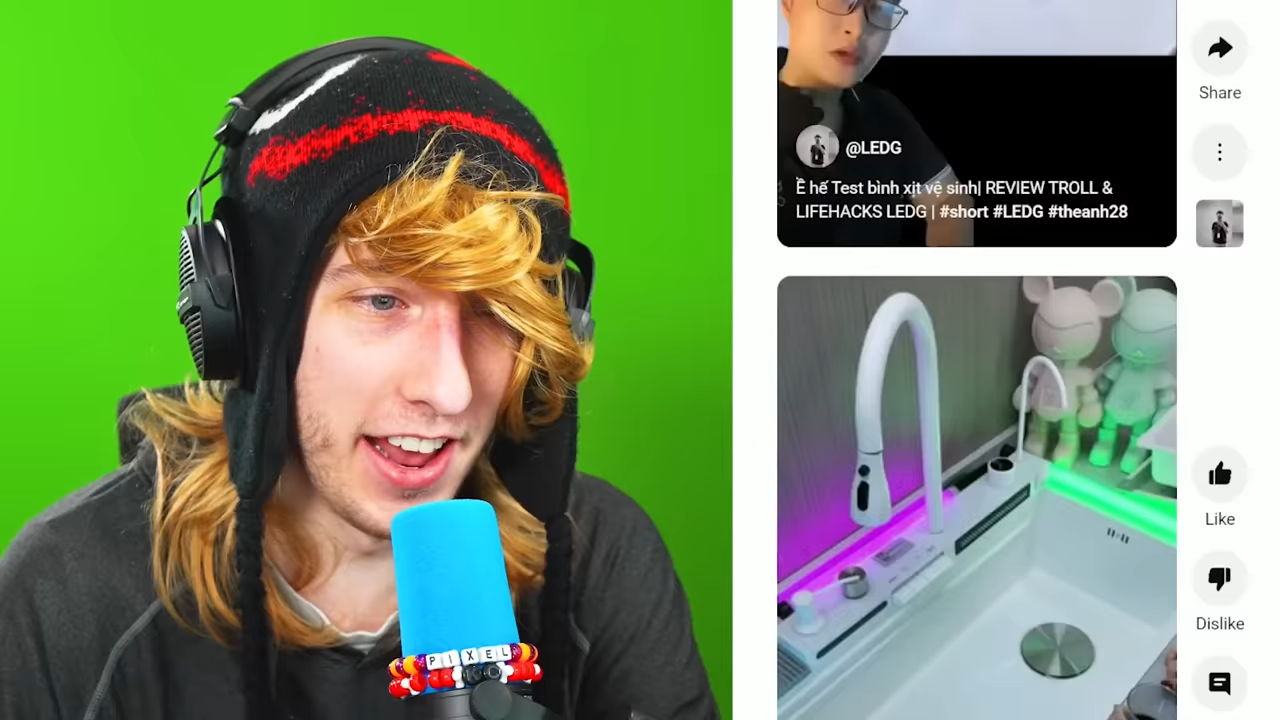 Share
@LEDG
Ề hế Test bình xịt vệ sinh| REVIEW TROLL &
LIFEHACKS LEDG | #short #LEDG #theanh28
Like
Dislike
PIXEL